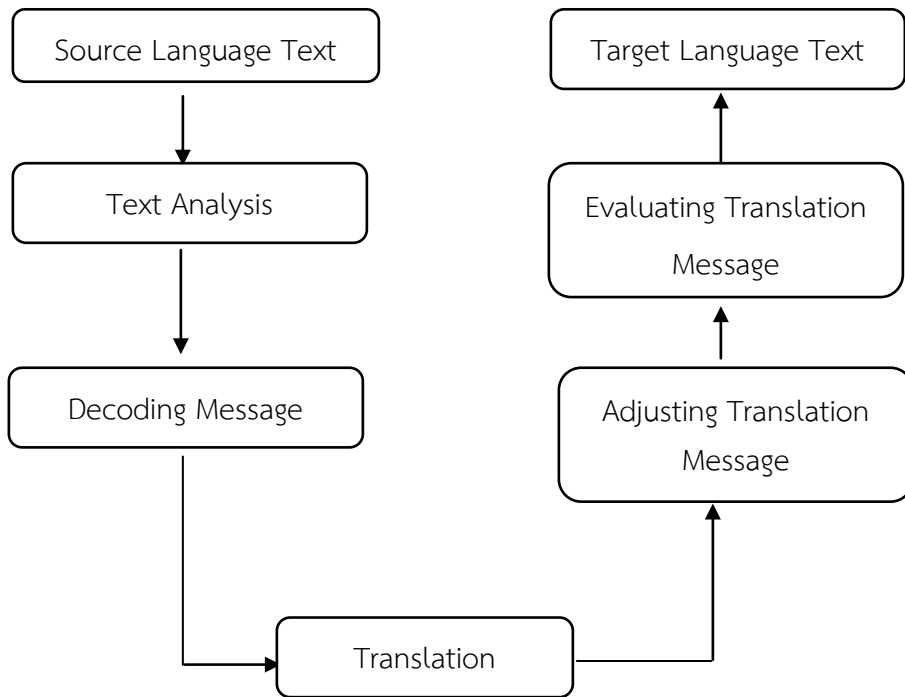 Source Language Text
Target Language Text
Text Analysis
Evaluating Translation
Message
Decoding Message
Adjusting Translation
Message
Translation